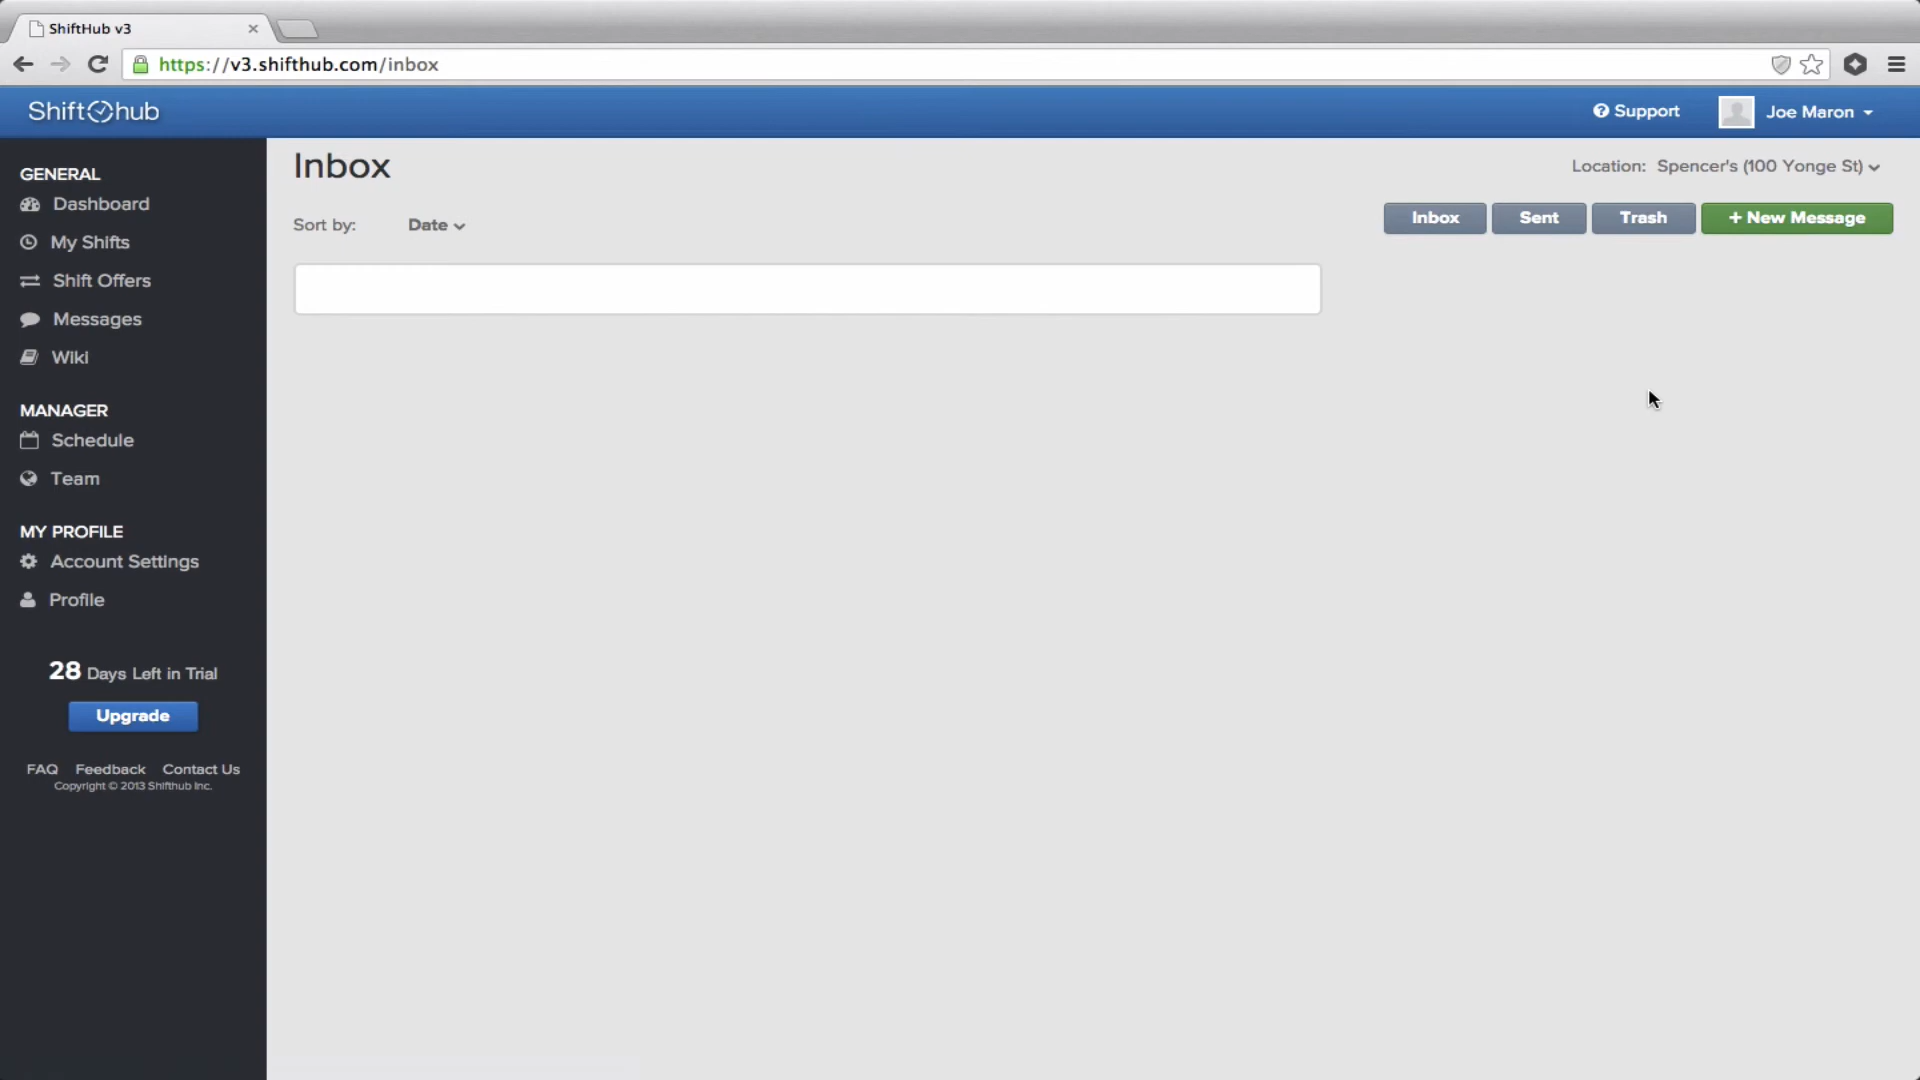 ShiftHub v3
https://v3.shifthub.com/inbox
Shift hub
Support
Joe Maron
GENERAL
Dashboard
My Shifts
Shift Offers
Messages
Wiki
MANAGER
Schedule
Team
MY PROFILE
Account Settings
Profile
28 Days Left in Trial
Upgrade
FAQ Feedback Contact Us
Copyright © 2013 Shifthub Inc.
Inbox
Location: Spencer's (100 Yonge St)
Sort by: Date
Inbox Sent Trash + New Message